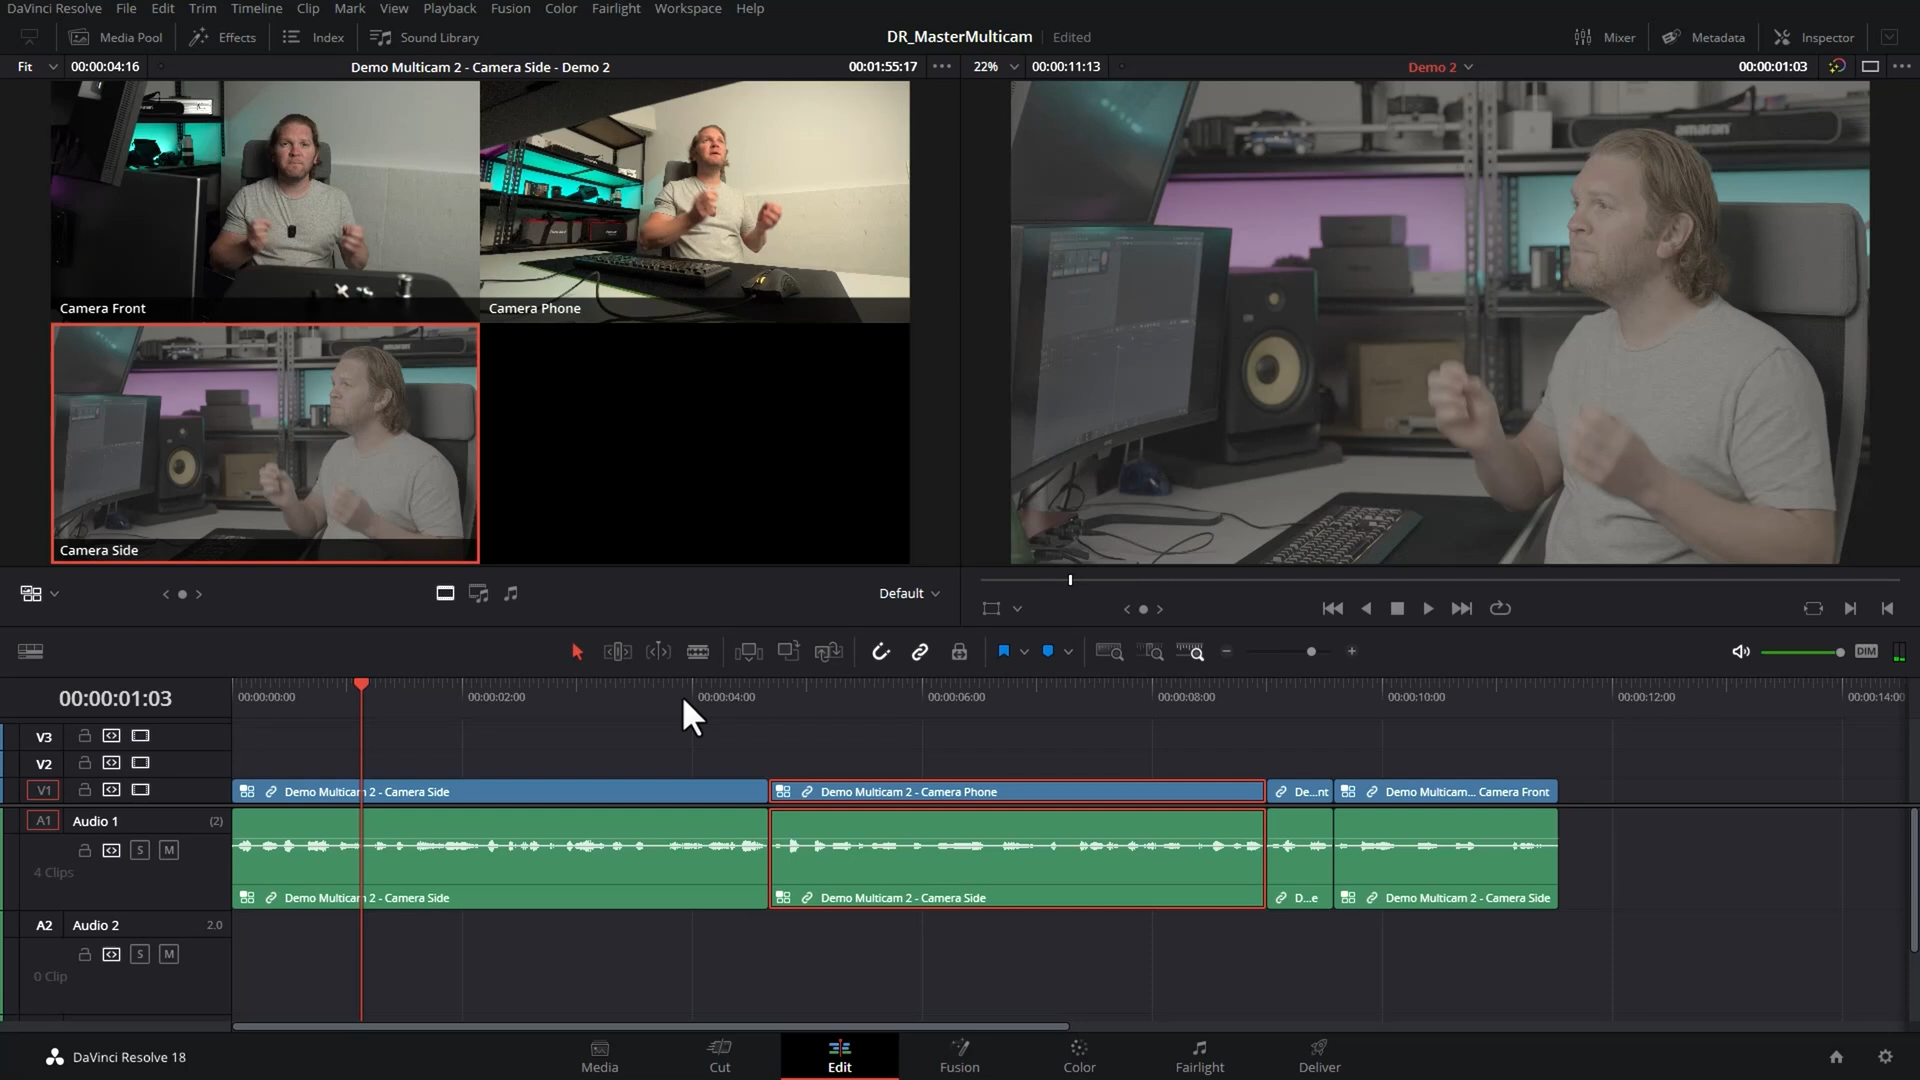 DaVinci Resolve File Edit Trim Timeline Clip Mark View Playback Fusion Color Fairlight Workspace Help
Media Pool Effects Index Sound Library DR_MasterMulticam Edited Mixer Metadata Inspector
Fit 00:00:04:16 Demo Multicam 2 - Camera Side - Demo 2 00:01:55:17 22% 00:00:11:13 Demo 2 00:00:01:03
amaran
Camera Front Camera Phone
Camera Side
Default
DIM
00:00:01:03 00:00:00:00 00:00:02:00 00:00:04:00 00:00:06:00 00:00:08:00 00:00:10:00 00:00:12:00 00:00:14:00
V3
V2
V1 Demo Multicam 2 - Camera Side Demo Multicam 2 - Camera Phone De...nt Demo Multicam... Camera Front
A1 Audio 1 (2)
S M
4 Clips
Demo Multicam 2 - Camera Side Demo Multicam 2 - Camera Side D...e Demo Multicam 2 - Camera Side
A2 Audio 2 2.0
S M
0 Clip
DaVinci Resolve 18 Media Cut Edit Fusion Color Fairlight Deliver